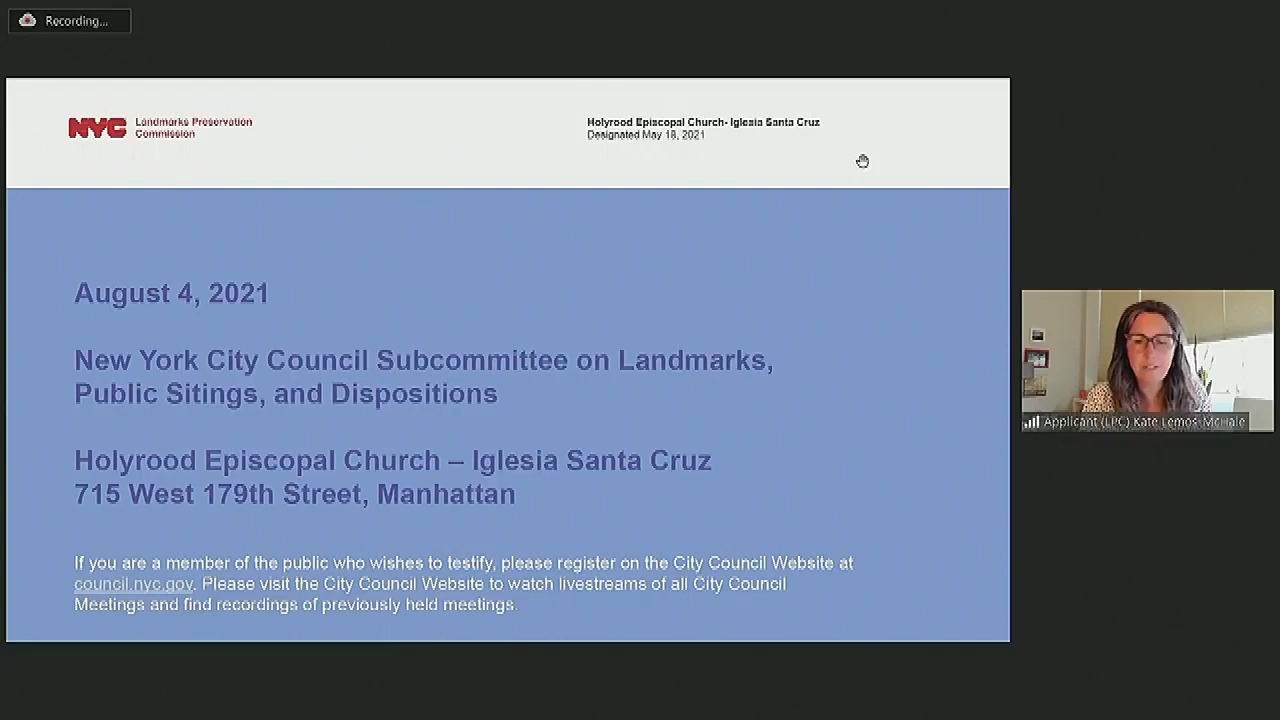 Recording...
NYC
Landmarks Preservation
Commission
Holyrood Episcopal Church- Iglesia Santa Cruz
Designated May 18, 2021
August 4, 2021
New York City Council Subcommittee on Landmarks,
Public Sitings, and Dispositions
Holyrood Episcopal Church – Iglesia Santa Cruz
715 West 179th Street, Manhattan
If you are a member of the public who wishes to testify, please register on the City Council Website at
council.nyc.gov. Please visit the City Council Website to watch livestreams of all City Council
Meetings and find recordings of previously held meetings.
Applicant (LPC) Kate Lemos McHale